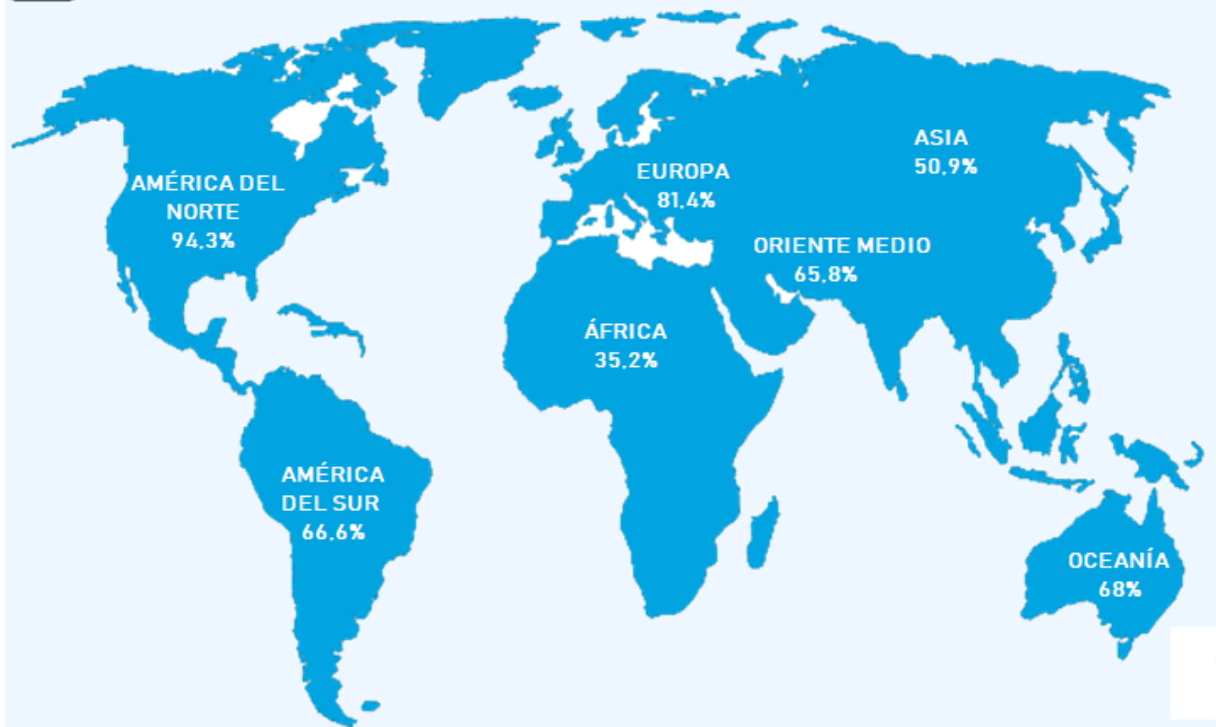 AMÉRICA DEL
NORTE
94,3%
EUROPA
81,4%
ASIA
50,9%
ORIENTE MEDIO
65,8%
ÁFRICA
35,2%
AMÉRICA
DEL SUR
66,6%
OCEANÍA
68%